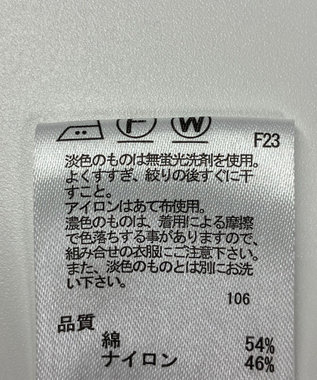 F W
F23
淡色のものは無蛍光洗剤を使用。
よくすすぎ、絞りの後すぐに干
すこと。
アイロンはあて布使用。
濃色のものは、着用による摩擦
で色落ちする事がありますので、
組み合せの衣服にご注意下さい。
また、淡色のものとは別にお洗
い下さい。
106
品質
綿 54%
ナイロン 46%